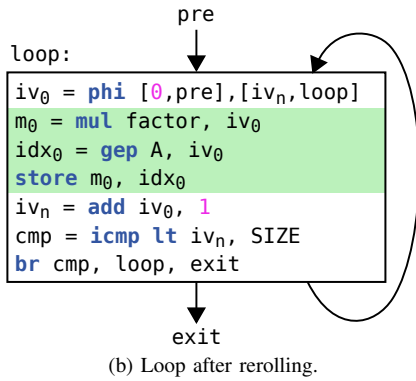 pre
loop:
iv₀ = phi [0,pre],[ivₙ,loop]
m₀ = mul factor, iv₀
idx₀ = gep A, iv₀
store m₀, idx₀
ivₙ = add iv₀, 1
cmp = icmp lt ivₙ, SIZE
br cmp, loop, exit
exit
(b) Loop after rerolling.